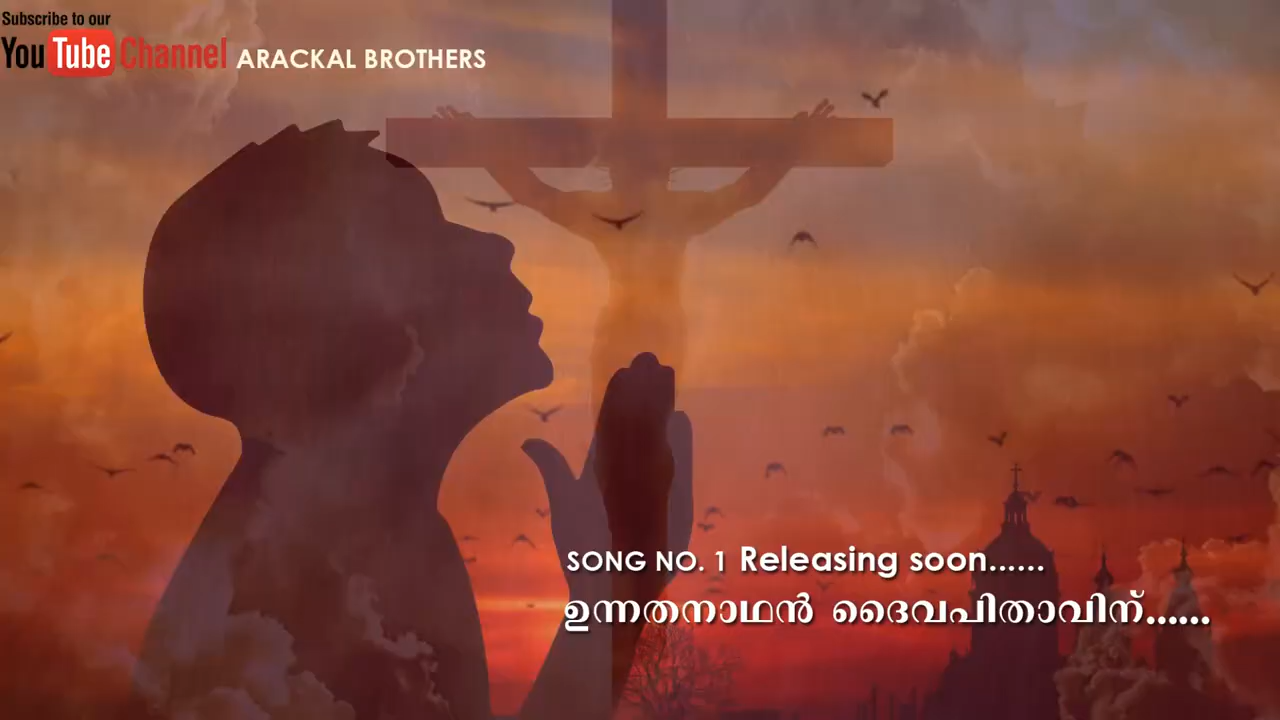 Subscribe to our
YouTube Channel ARACKAL BROTHERS
SONG NO. 1 Releasing soon......
ഉന്നതനാഥൻ ദൈവപിതാവിന്......